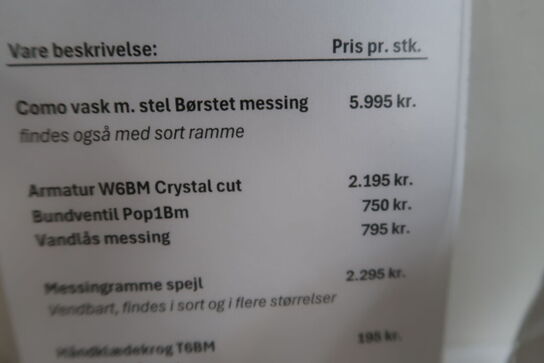 Vare beskrivelse: Pris pr. stk.
Como vask m. stel Børstet messing 5.995 kr.
findes også med sort ramme
Armatur W6BM Crystal cut 2.195 kr.
Bundventil Pop1Bm 750 kr.
Vandlås messing 795 kr.
Messingramme spejl 2.295 kr.
Vendbart, findes i sort og i flere størrelser
Håndklædekrog T6BM 195 kr.